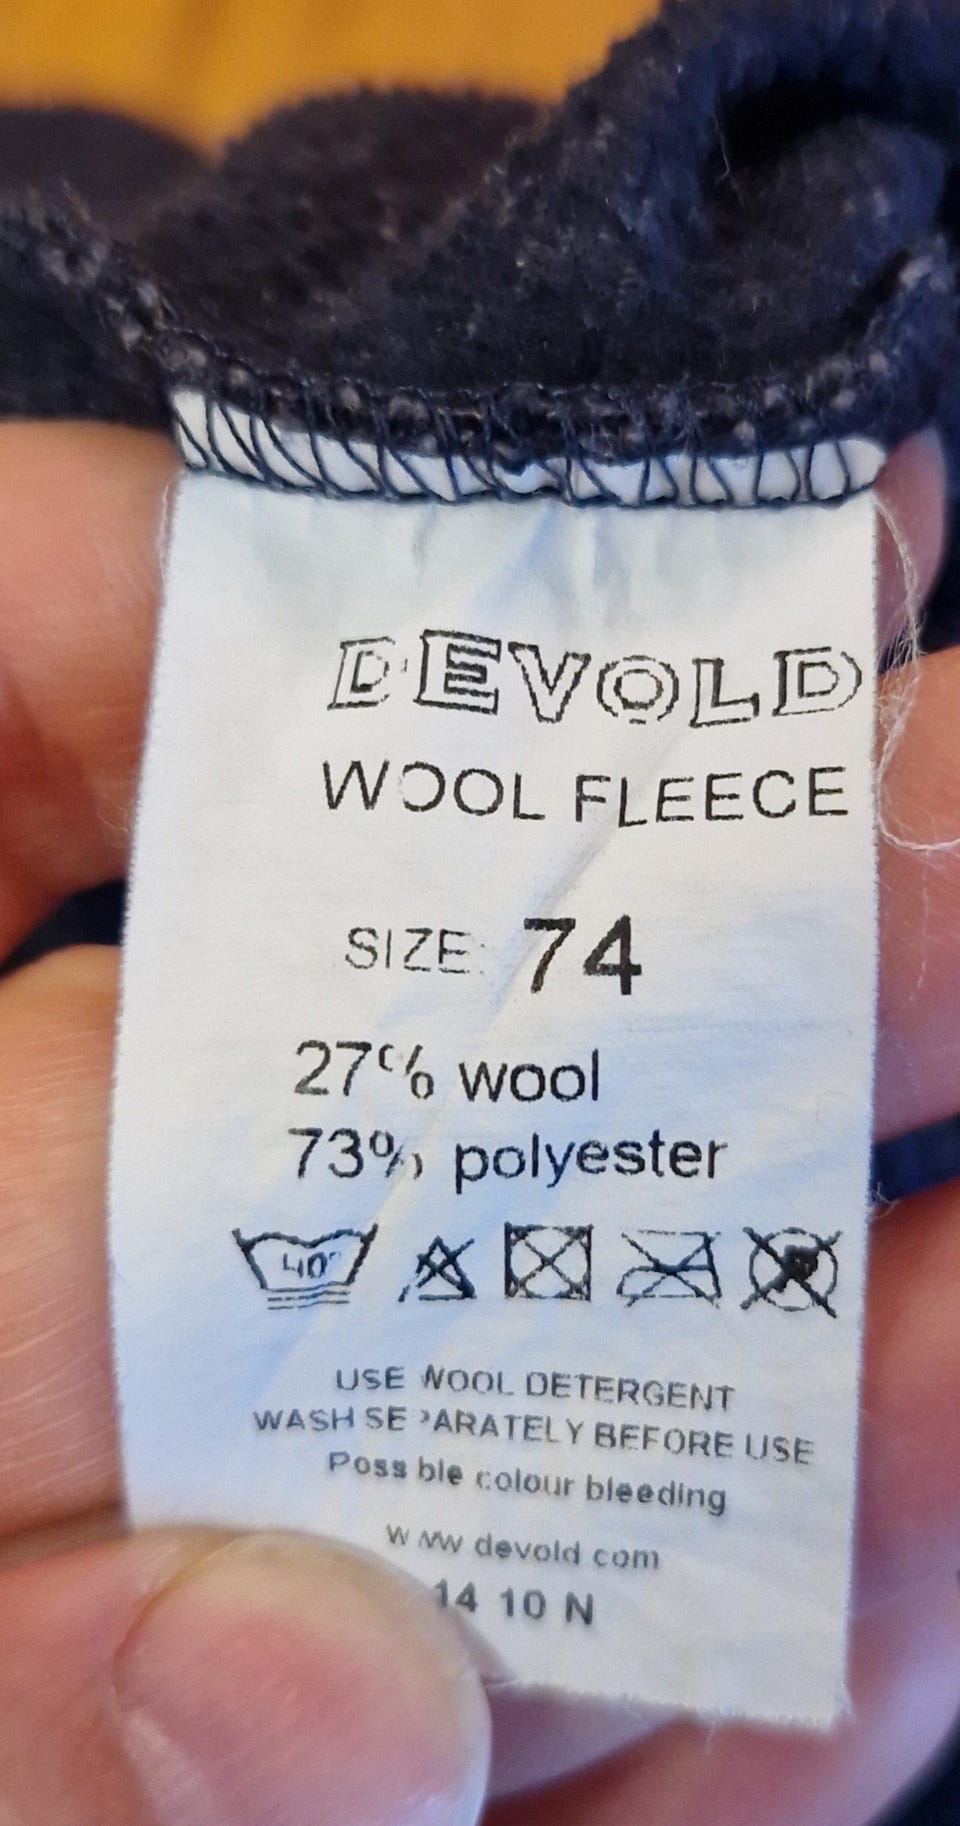 DEVOLD
WOOL FLEECE
SIZE: 74
27% wool
73% polyester
40°
USE WOOL DETERGENT
WASH SEPARATELY BEFORE USE
Possible colour bleeding
www.devold.com
14 10 N